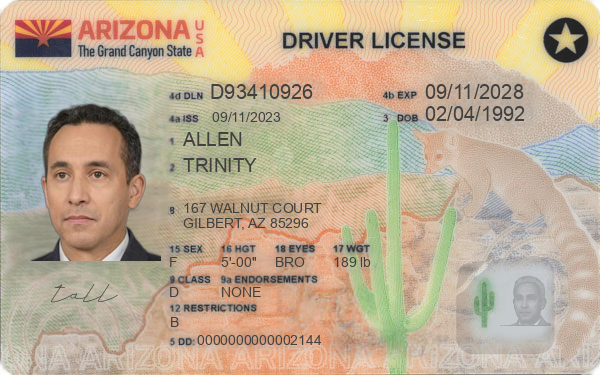 ARIZONA USA
The Grand Canyon State
DRIVER LICENSE
4d DLN D93410926
4b EXP 09/11/2028
4a ISS 09/11/2023
3 DOB 02/04/1992
1 ALLEN
2 TRINITY
8 167 WALNUT COURT
GILBERT, AZ 85296
15 SEX 16 HGT 18 EYES 17 WGT
F 5'-00" BRO 189 lb
9 CLASS 9a ENDORSEMENTS
D NONE
12 RESTRICTIONS
B
5 DD: 0000000000002144
tall
ARIZONA ARIZONA ARIZONA ARIZONA